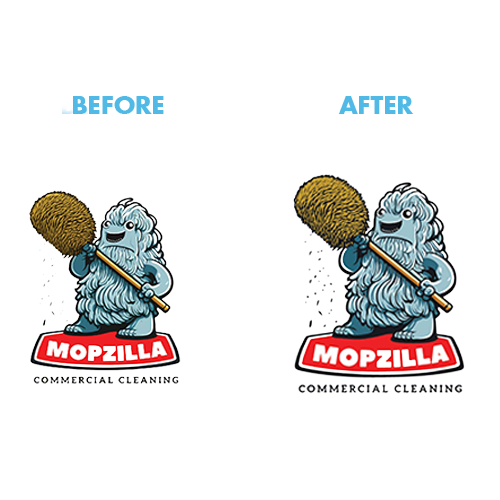 BEFORE
AFTER
MOPZILLA
COMMERCIAL CLEANING
MOPZILLA
COMMERCIAL CLEANING